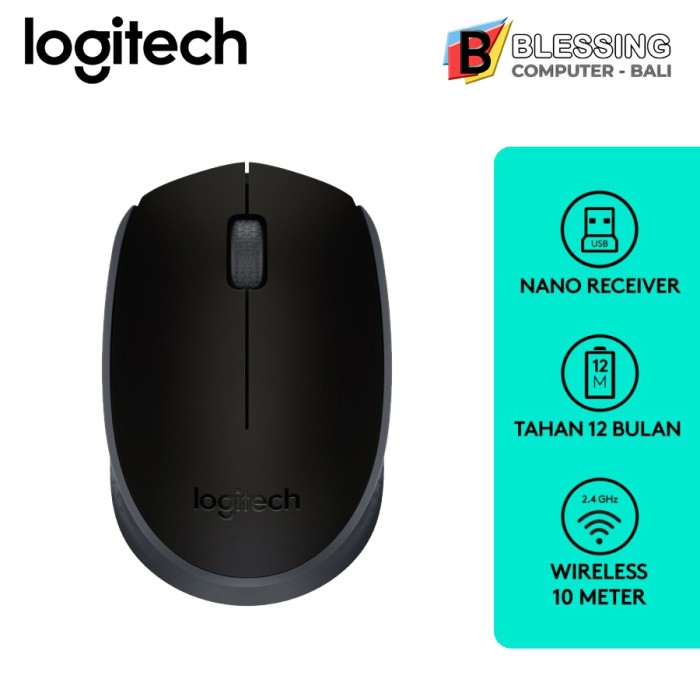 logitech
B BLESSING
COMPUTER - BALI
logitech
USB
NANO RECEIVER
12
M
TAHAN 12 BULAN
2.4 GHz
WIRELESS
10 METER